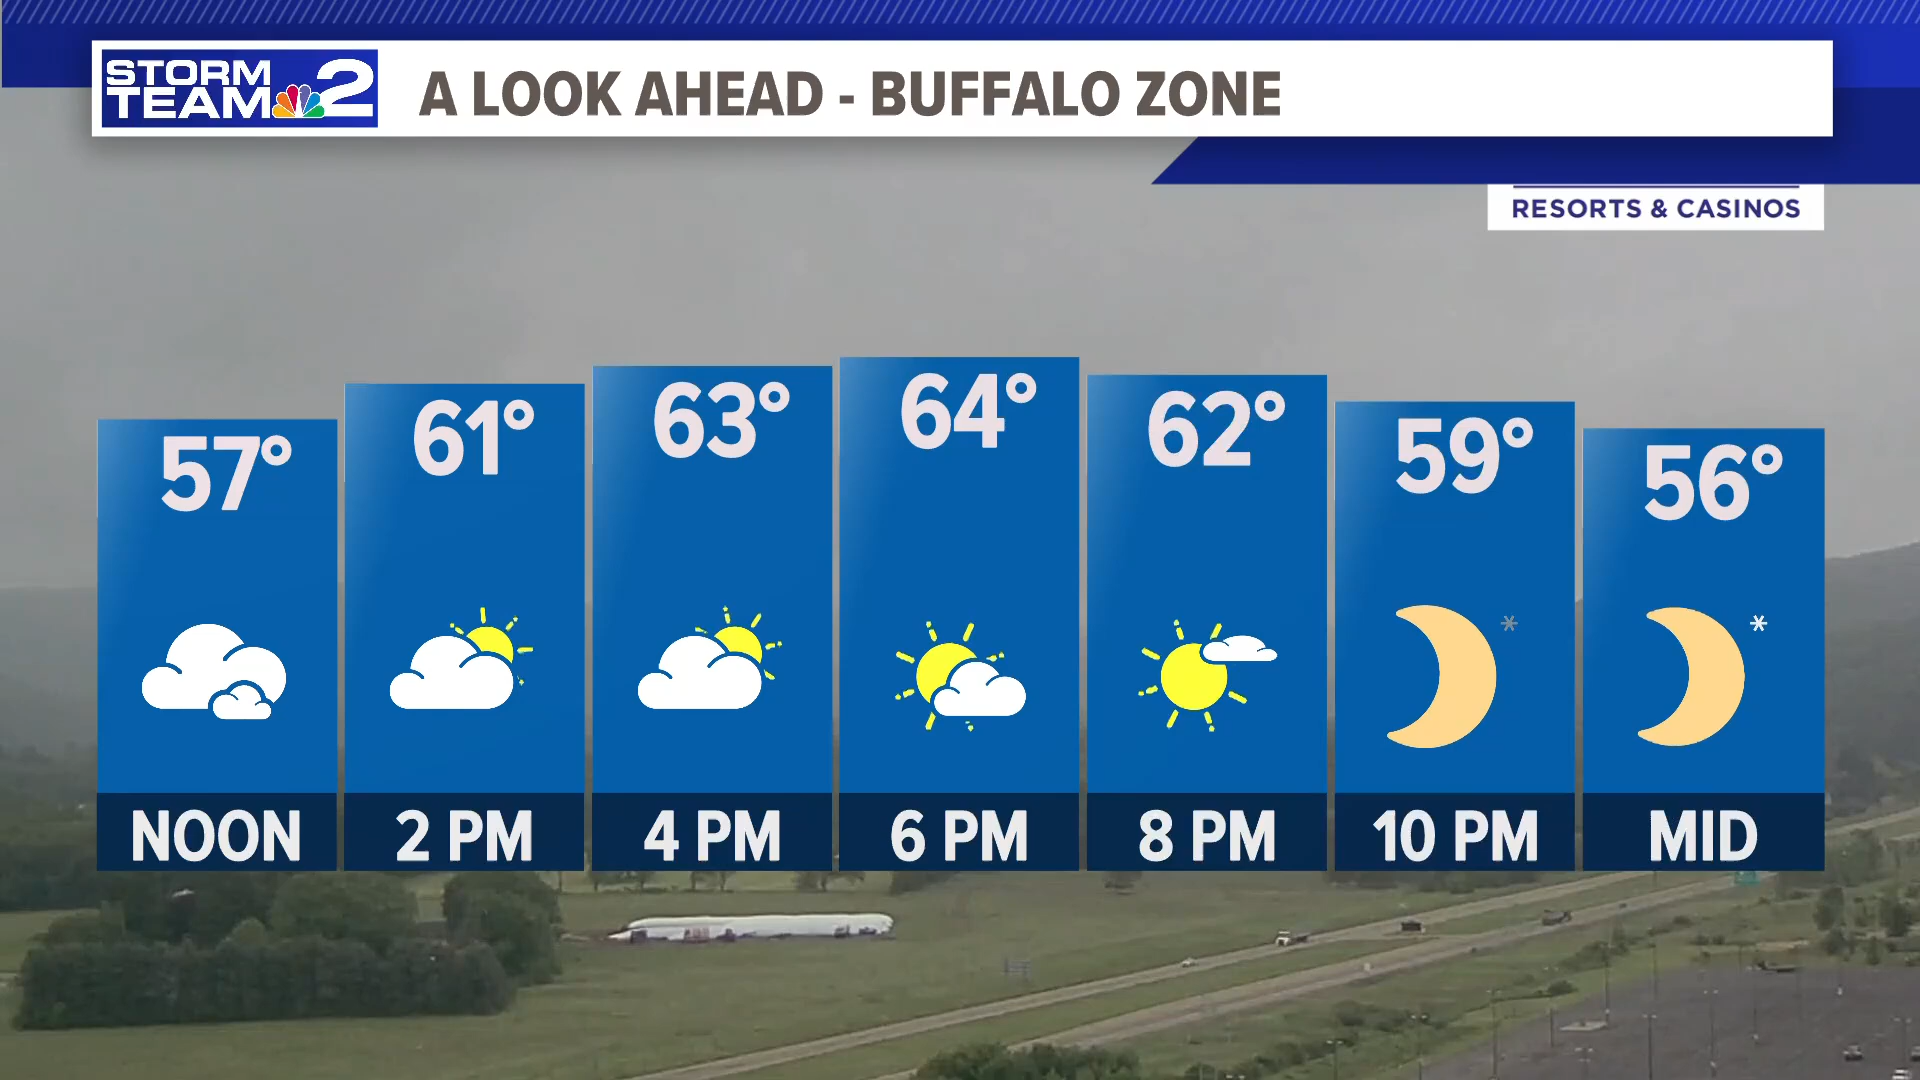 STORM
TEAM 2
A LOOK AHEAD - BUFFALO ZONE
RESORTS & CASINOS
57° 61° 63° 64° 62° 59° 56°
NOON 2 PM 4 PM 6 PM 8 PM 10 PM MID